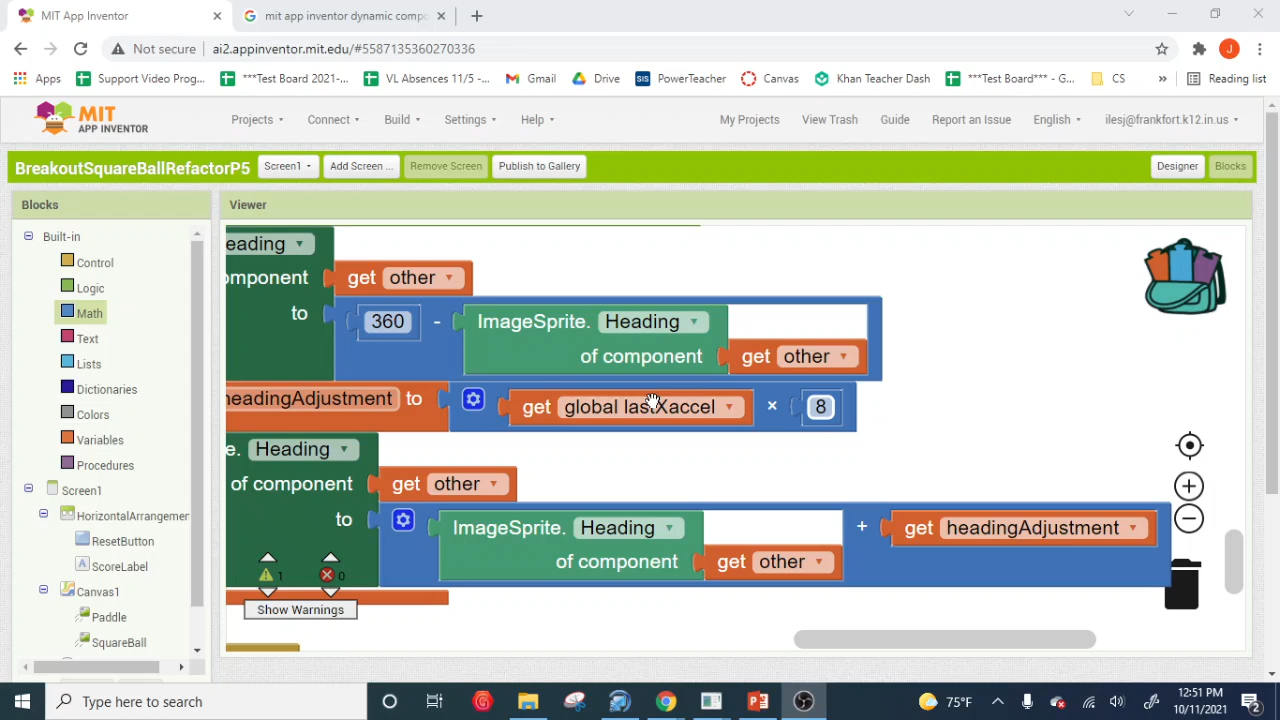 MIT App Inventor
mit app inventor dynamic compo
Not secure
ai2.appinventor.mit.edu/#5587135360270336
J
Apps
Support Video Prog...
***Test Board 2021-...
VL Absences 11/5 -...
Gmail
Drive
SIS PowerTeacher
Canvas
Khan Teacher Dash
***Test Board*** - G...
CS
»
Reading list
MIT
APP INVENTOR
Projects
Connect
Build
Settings
Help
My Projects
View Trash
Guide
Report an Issue
English
ilesj@frankfort.k12.in.us
BreakoutSquareBallRefactorP5
Screen1
Add Screen ...
Remove Screen
Publish to Gallery
Designer
Blocks
Blocks
Built-in
Control
Logic
Math
Text
Lists
Dictionaries
Colors
Variables
Procedures
Screen1
HorizontalArrangemer
ResetButton
A ScoreLabel
Canvas1
Paddle
SquareBall
Viewer
eading
omponent get other
to 360 - ImageSprite. Heading
of component get other
headingAdjustment to get global lastXaccel × 8
e. Heading
of component get other
to ImageSprite. Heading + get headingAdjustment
of component get other
1 0
Show Warnings
Type here to search
75°F
12:51 PM
10/11/2021
2